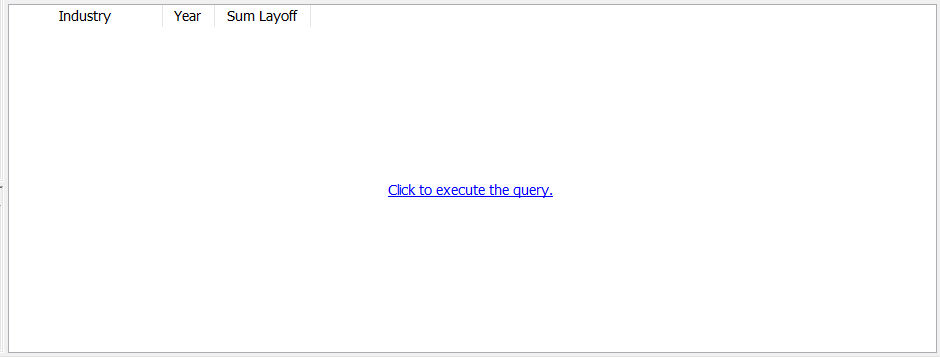 Industry Year Sum Layoff
Click to execute the query.